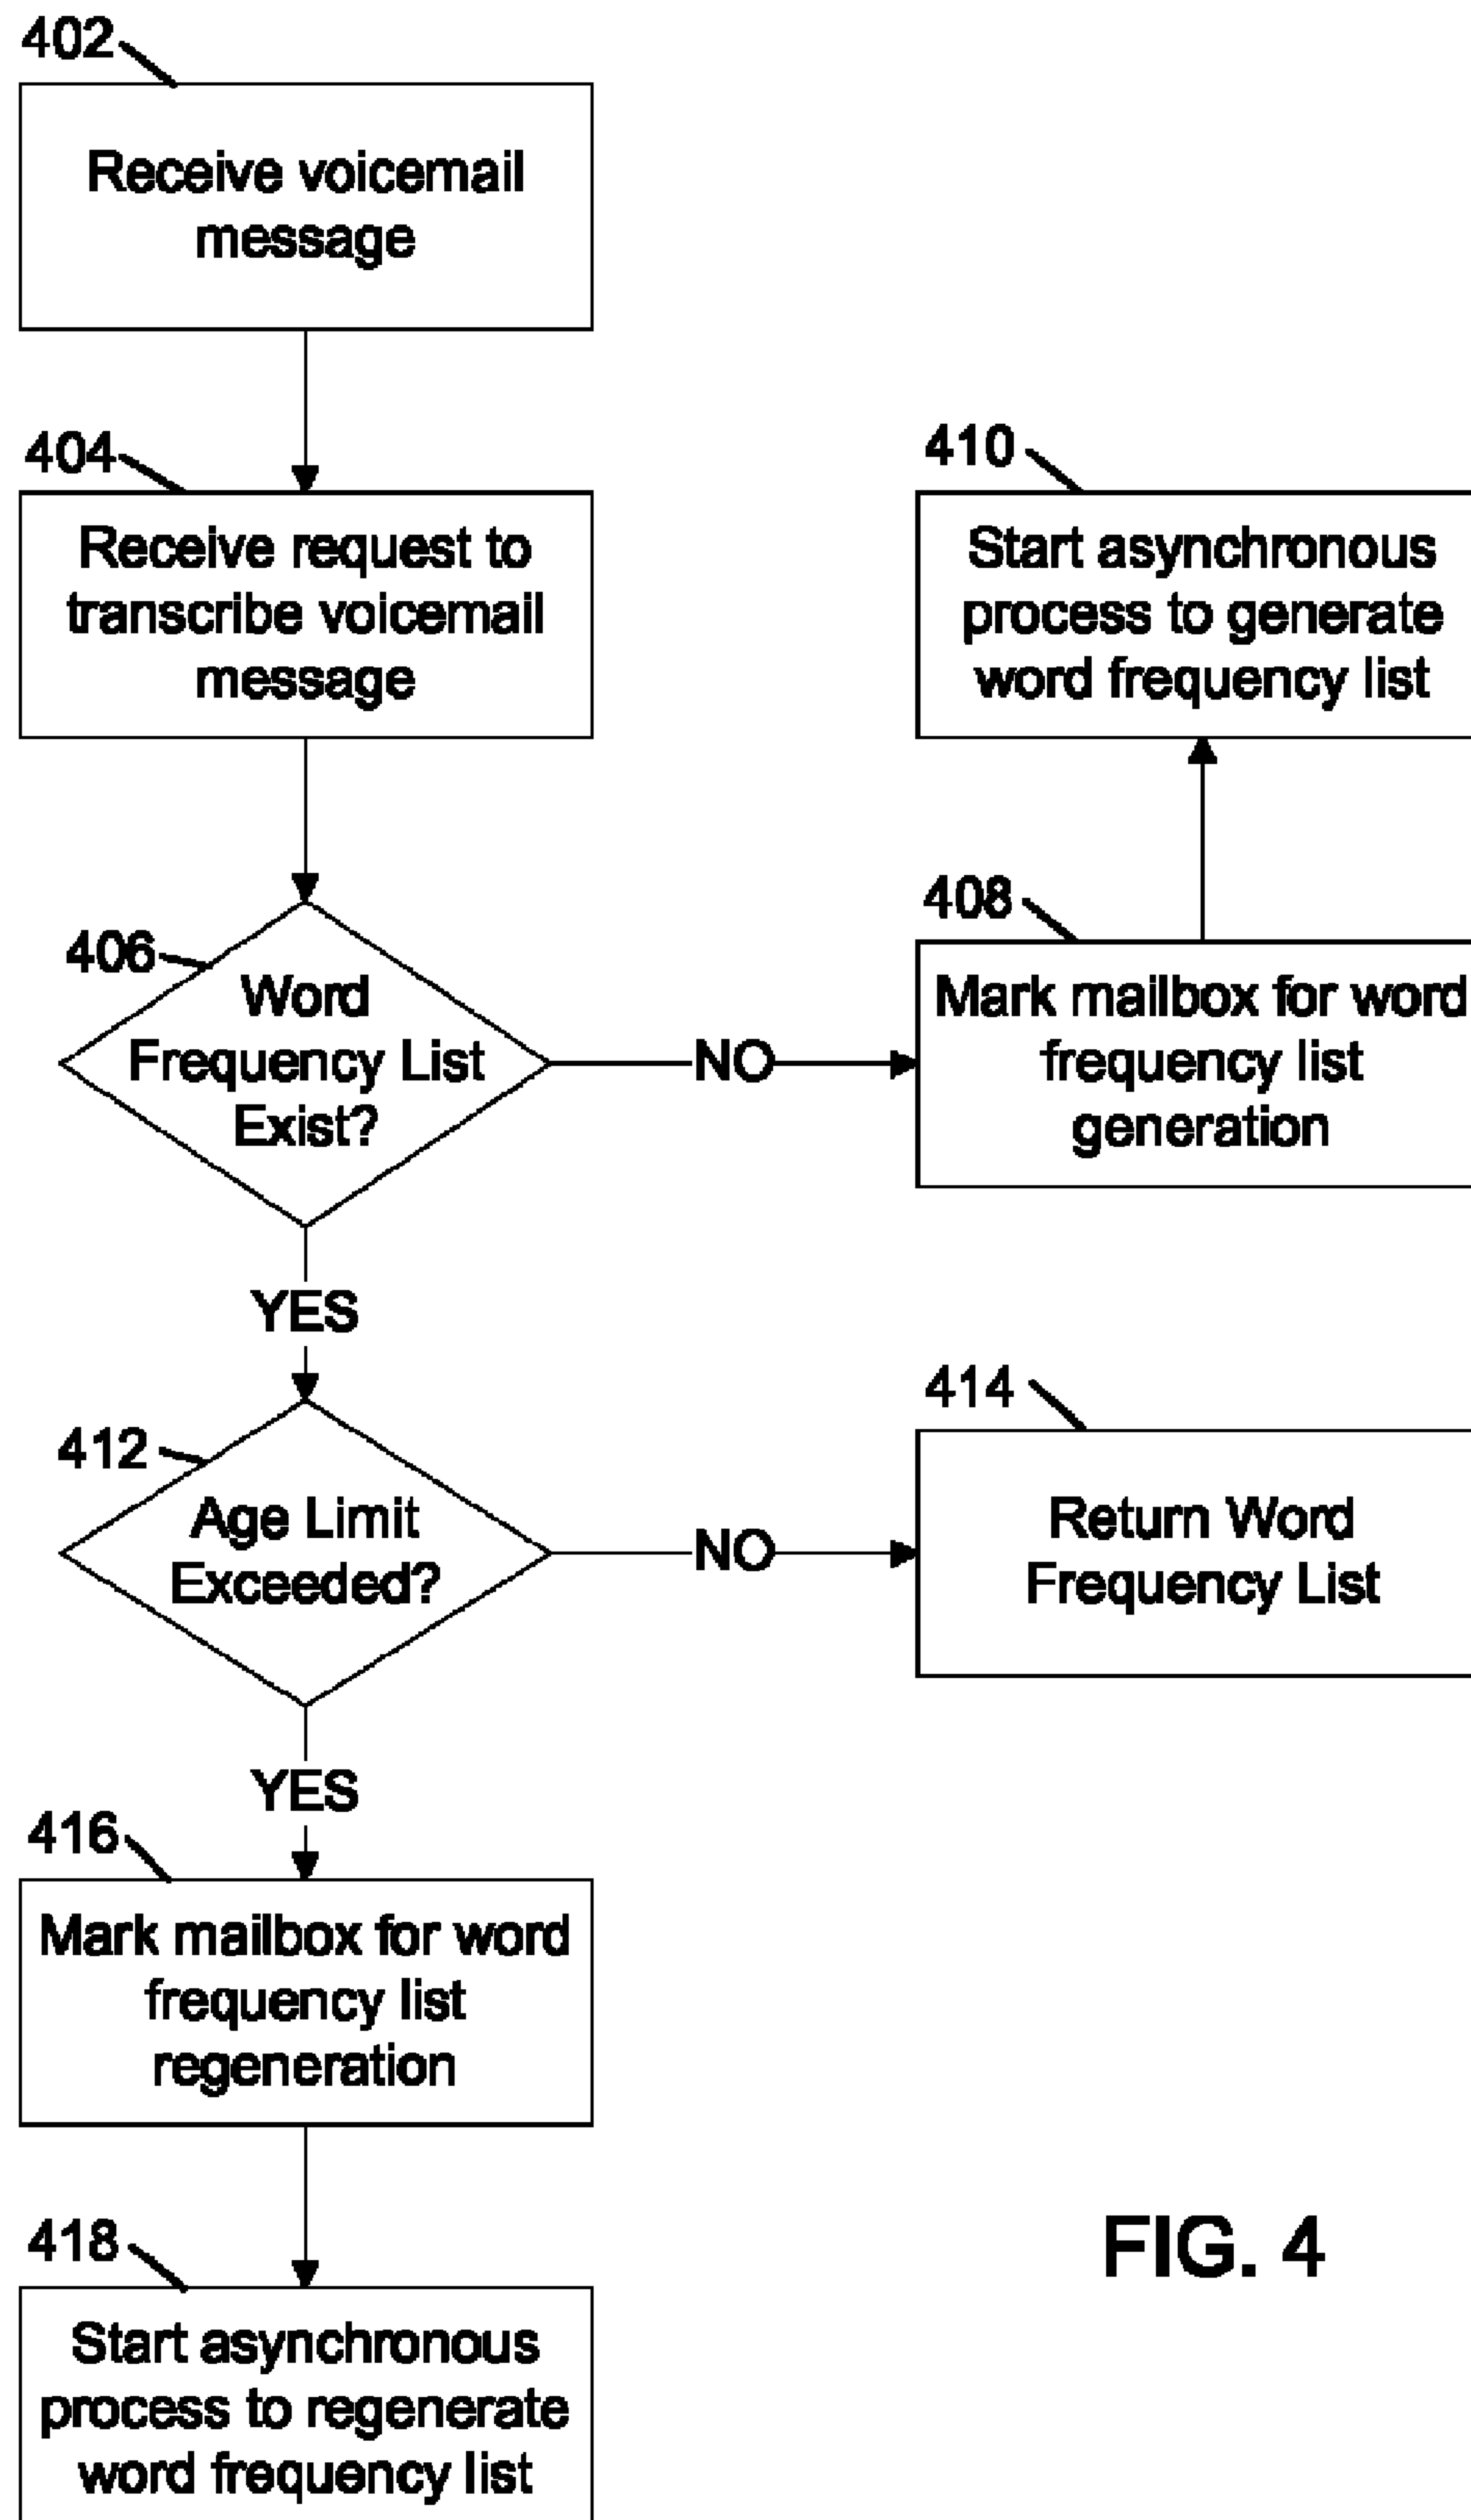 402
Receive voicemail
message
404
Receive request to
transcribe voicemail
message
410
Start asynchronous
process to generate
word frequency list
406
Word
Frequency List
Exist?
NO
408
Mark mailbox for word
frequency list
generation
YES
412
Age Limit
Exceeded?
NO
414
Return Word
Frequency List
YES
416
Mark mailbox for word
frequency list
regeneration
418
Start asynchronous
process to regenerate
word frequency list
FIG. 4